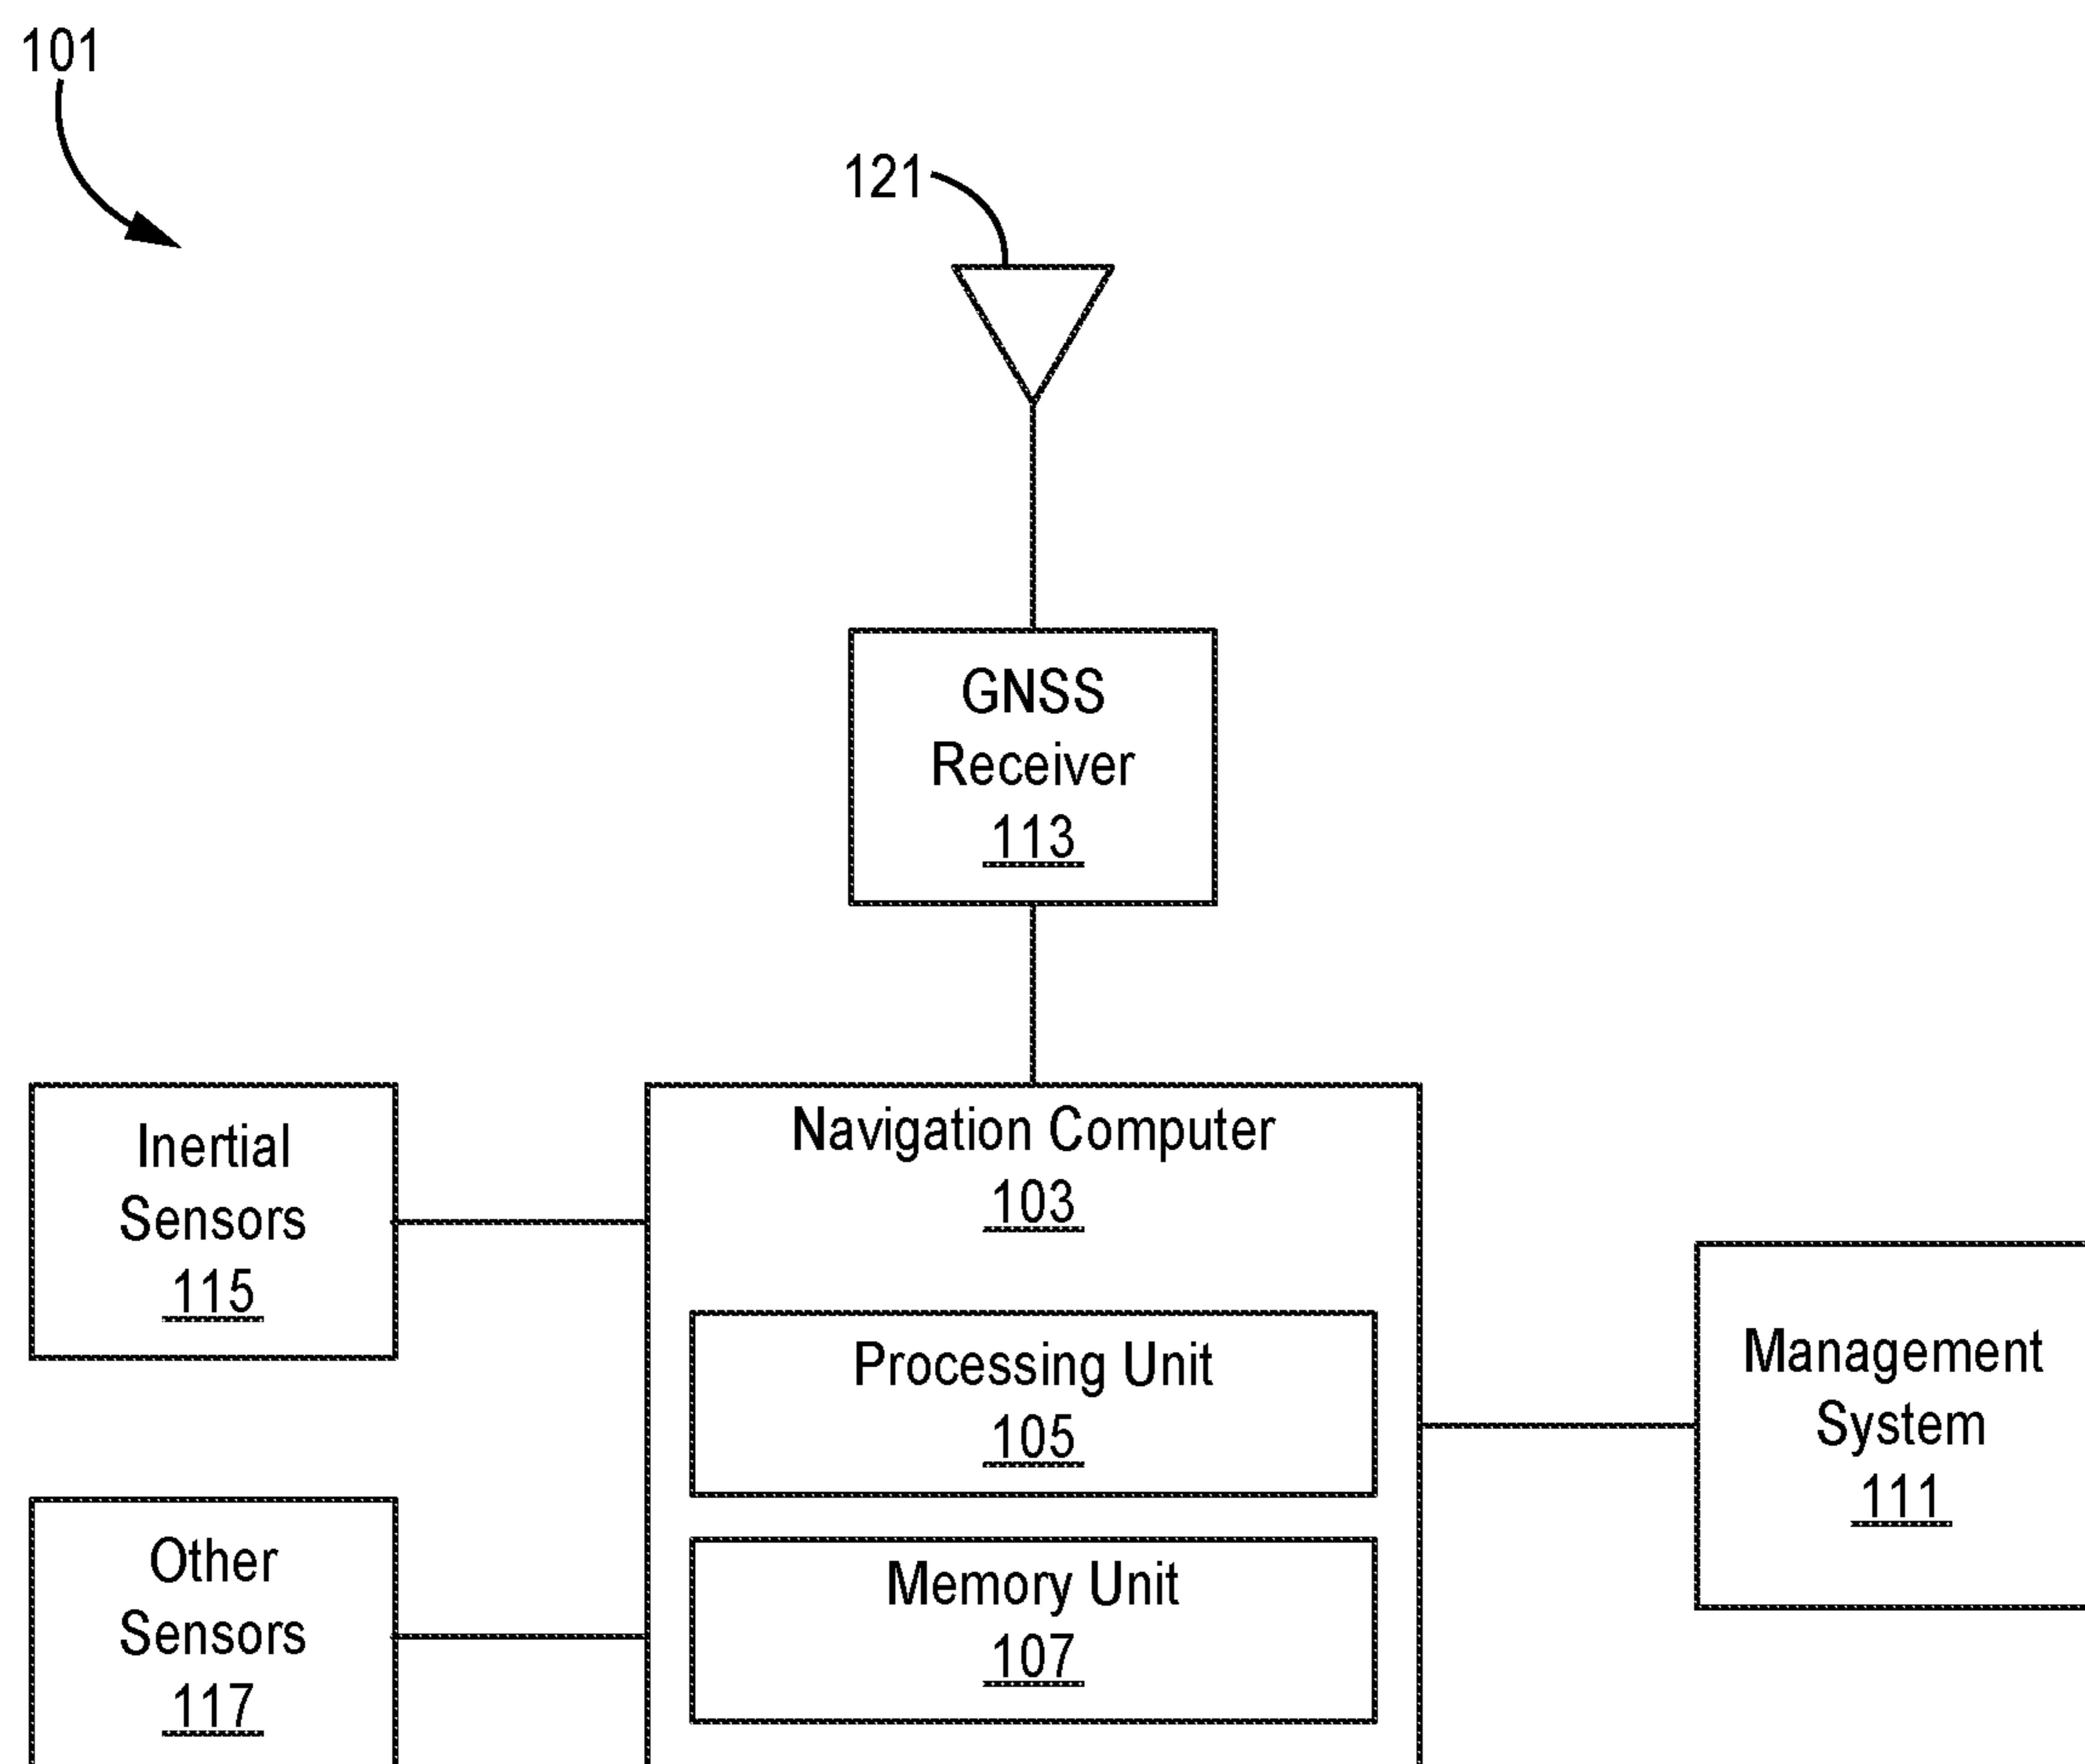 101
121
GNSS
Receiver
113
Navigation Computer
103
Inertial
Sensors
115
Processing Unit
105
Management
System
111
Other
Sensors
117
Memory Unit
107